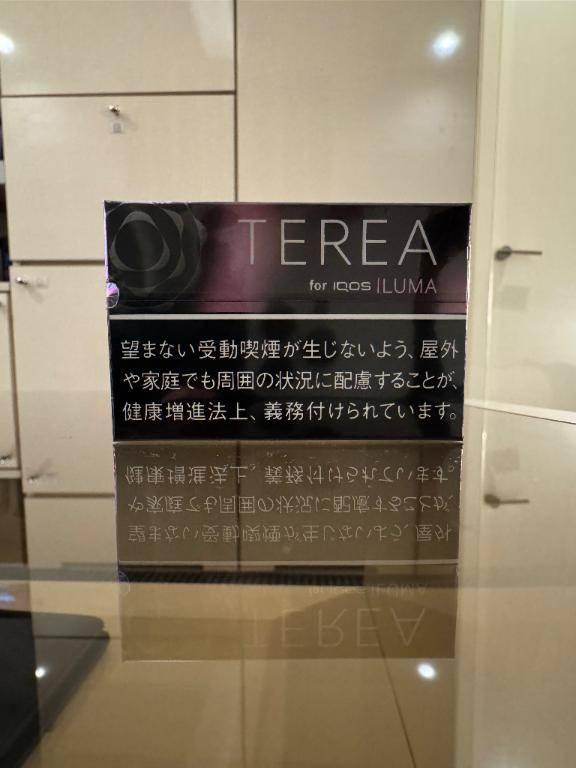 TEREA
for IQOS ILUMA
望まない受動喫煙が生じないよう、屋外
や家庭でも周囲の状況に配慮することが、
健康増進法上、義務付けられています。